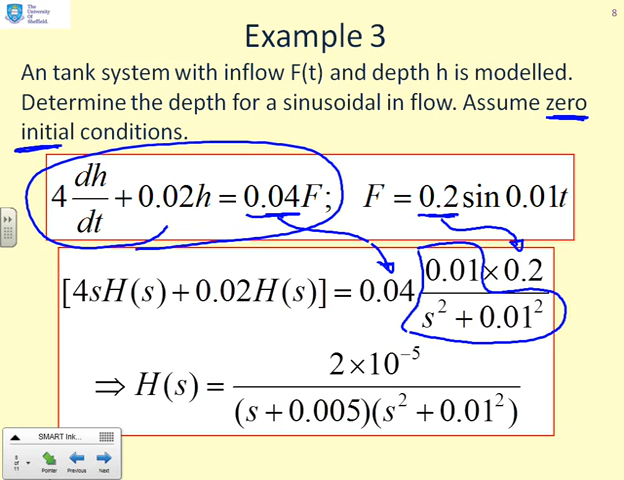 The
University
Of
Sheffield.
8
Example 3
An tank system with inflow F(t) and depth h is modelled.
Determine the depth for a sinusoidal in flow. Assume zero
initial conditions.
4 dh/dt + 0.02h = 0.04F; F = 0.2 sin 0.01t
[4sH(s) + 0.02H(s)] = 0.04 (0.01 × 0.2)/(s² + 0.01²)
⇒ H(s) = (2 × 10⁻⁵)/((s + 0.005)(s² + 0.01²))
SMART Ink...
8
of
11
Pointer Previous Next